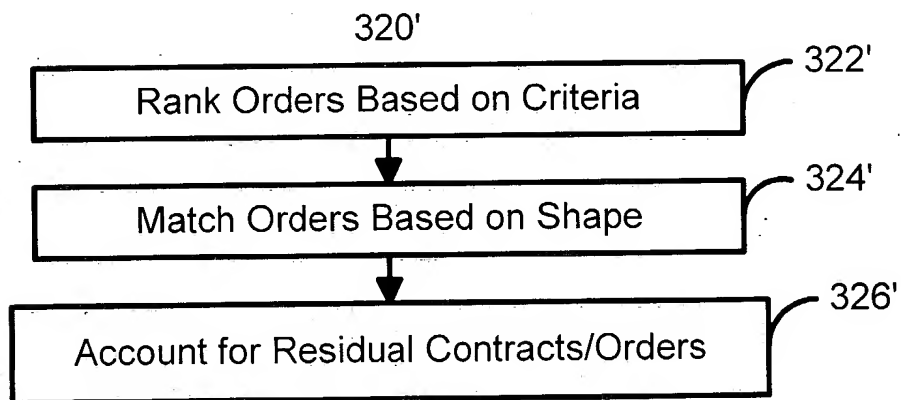 320'
322'
Rank Orders Based on Criteria
324'
Match Orders Based on Shape
326'
Account for Residual Contracts/Orders